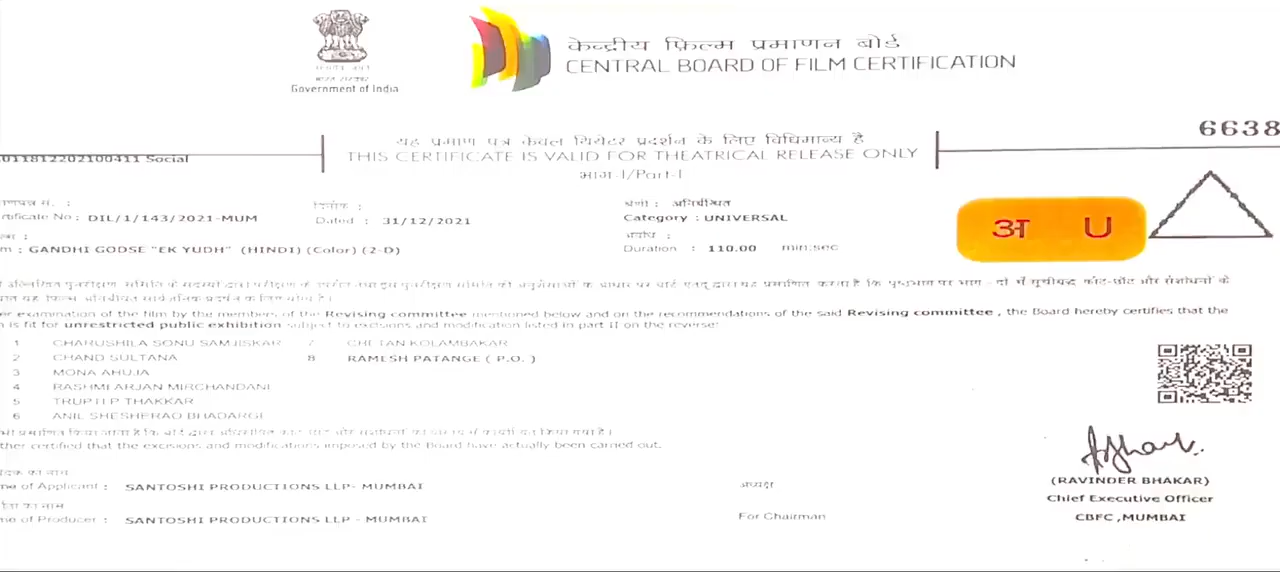 केन्द्रीय फ़िल्म प्रमाणन बोर्ड
CENTRAL BOARD OF FILM CERTIFICATION
Government of India
6638
यह प्रमाण पत्र केवल थियेटर प्रदर्शन के लिए विधिमान्य है
011812202100411 Social
THIS CERTIFICATE IS VALID FOR THEATRICAL RELEASE ONLY
भाग-I/Part-I
दिनांक :
rtificate No : DIL/1/143/2021-MUM Dated : 31/12/2021 Category : UNIVERSAL
अ U
m : GANDHI GODSE "EK YUDH" (HINDI) (Color) (2-D) Duration : 110.00 min:sec
er examination of the film by the members of the Revising committee mentioned below and on the recommendations of the said Revising committee , the Board hereby certifies that the
is fit for unrestricted public exhibition subject to excisions and modification listed in part II on the reverse:
1 CHARUSHILA SONU SAMJISKAR 7 CHETAN KOLAMBAKAR
2 CHAND SULTANA 8 RAMESH PATANGE ( P.O. )
3 MONA AHUJA
4 RASHMI ARJAN MIRCHANDANI
5 TRUPTI P THAKKAR
6 ANIL SHESHERAO BHADARGI
ther certified that the excisions and modifications imposed by the Board have actually been carried out.
me of Applicant : SANTOSHI PRODUCTIONS LLP- MUMBAI
अध्यक्ष
me of Producer : SANTOSHI PRODUCTIONS LLP - MUMBAI
For Chairman
(RAVINDER BHAKAR)
Chief Executive Officer
CBFC ,MUMBAI